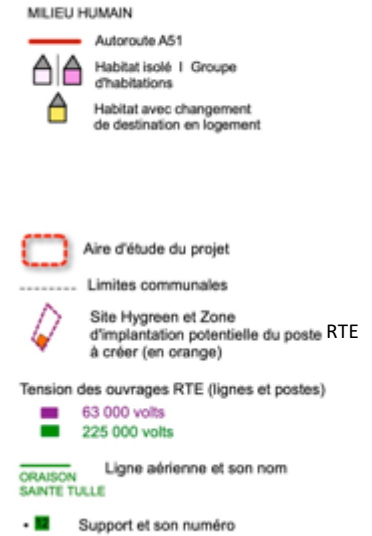 MILIEU HUMAIN
Autoroute A51
Habitat isolé I Groupe
d'habitations
Habitat avec changement
de destination en logement
Aire d'étude du projet
Limites communales
Site Hygreen et Zone
d'implantation potentielle du poste RTE
à créer (en orange)
Tension des ouvrages RTE (lignes et postes)
63 000 volts
225 000 volts
Ligne aérienne et son nom
ORAISON
SAINTE TULLE
Support et son numéro